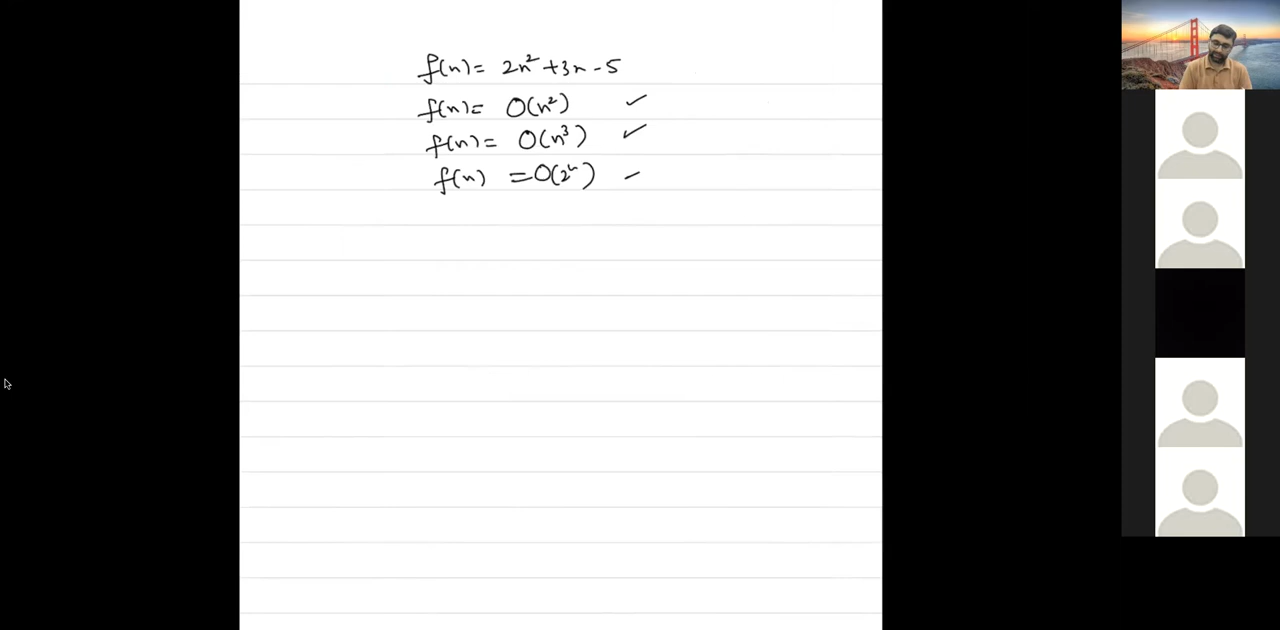 f(n) = 2n² + 3n - 5
f(n) = O(n²) ✓
f(n) = O(n³) ✓
f(n) = O(2ⁿ) –